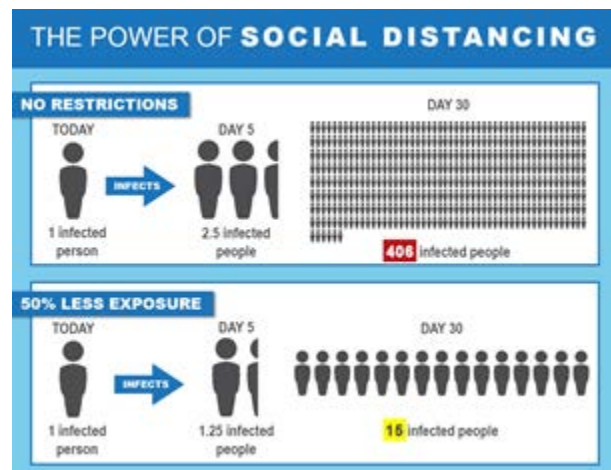 THE POWER OF SOCIAL DISTANCING
NO RESTRICTIONS
TODAY
DAY 5
DAY 30
INFECTS
1 infected
person
2.5 infected
people
406 infected people
50% LESS EXPOSURE
TODAY
DAY 5
DAY 30
INFECTS
1 infected
person
1.25 infected
people
15 infected people